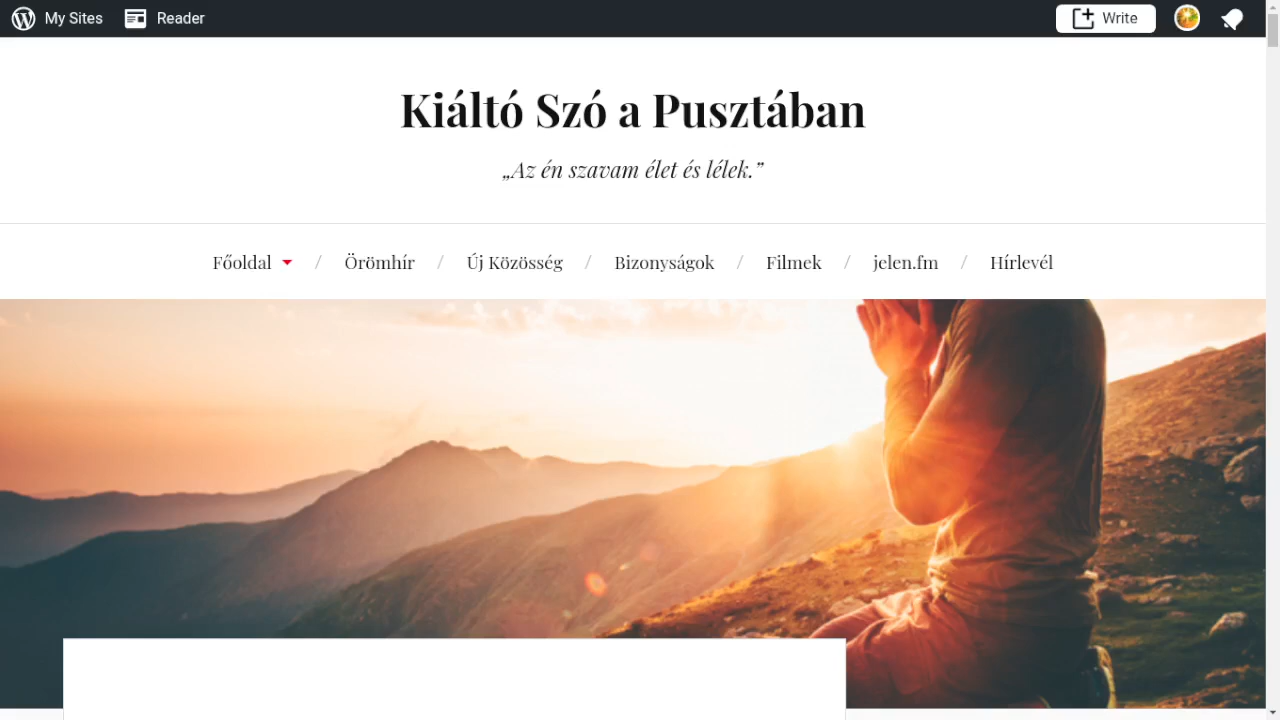 My Sites Reader Write
Kiáltó Szó a Pusztában
„Az én szavam élet és lélek.”
Főoldal / Örömhír / Új Közösség / Bizonyságok / Filmek / jelen.fm / Hírlevél